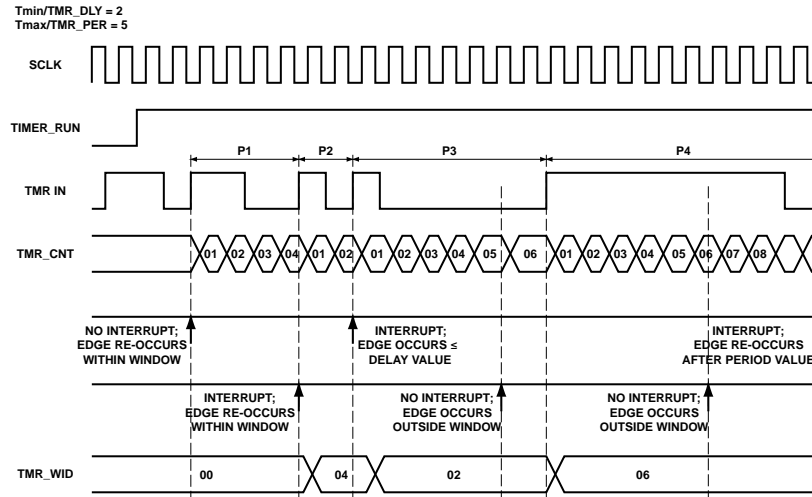 Tmin/TMR_DLY = 2
Tmax/TMR_PER = 5
SCLK
TIMER_RUN
P1 P2 P3 P4
TMR IN
TMR_CNT
01 02 03 04 01 02 01 02 03 04 05 06 01 02 03 04 05 06 07 08
NO INTERRUPT;
EDGE RE-OCCURS
WITHIN WINDOW
INTERRUPT;
EDGE OCCURS ≤
DELAY VALUE
INTERRUPT;
EDGE RE-OCCURS
AFTER PERIOD VALUE
INTERRUPT;
EDGE RE-OCCURS
WITHIN WINDOW
NO INTERRUPT;
EDGE OCCURS
OUTSIDE WINDOW
NO INTERRUPT;
EDGE OCCURS
OUTSIDE WINDOW
TMR_WID
00 04 02 06